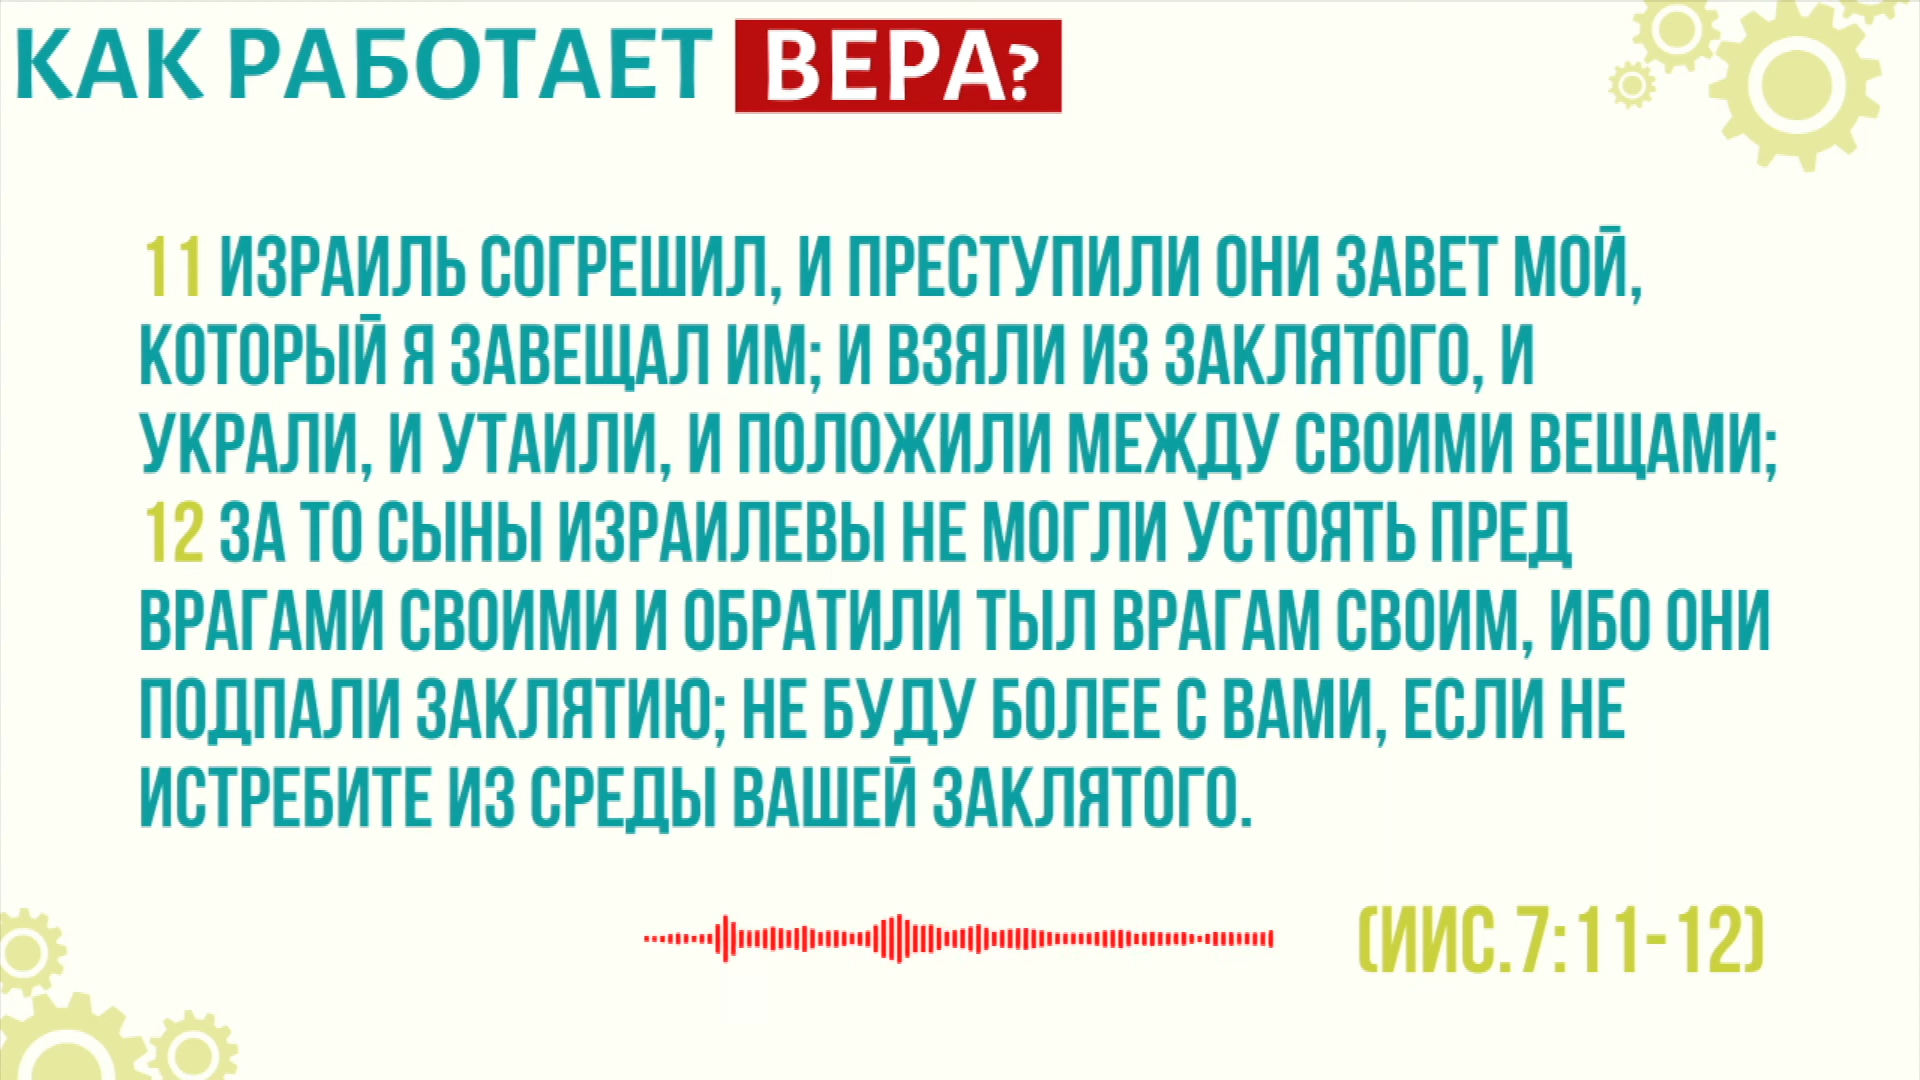 КАК РАБОТАЕТ ВЕРА?
11 ИЗРАИЛЬ СОГРЕШИЛ, И ПРЕСТУПИЛИ ОНИ ЗАВЕТ МОЙ,
КОТОРЫЙ Я ЗАВЕЩАЛ ИМ; И ВЗЯЛИ ИЗ ЗАКЛЯТОГО, И
УКРАЛИ, И УТАИЛИ, И ПОЛОЖИЛИ МЕЖДУ СВОИМИ ВЕЩАМИ;
12 ЗА ТО СЫНЫ ИЗРАИЛЕВЫ НЕ МОГЛИ УСТОЯТЬ ПРЕД
ВРАГАМИ СВОИМИ И ОБРАТИЛИ ТЫЛ ВРАГАМ СВОИМ, ИБО ОНИ
ПОДПАЛИ ЗАКЛЯТИЮ; НЕ БУДУ БОЛЕЕ С ВАМИ, ЕСЛИ НЕ
ИСТРЕБИТЕ ИЗ СРЕДЫ ВАШЕЙ ЗАКЛЯТОГО.
(ИИС.7:11-12)